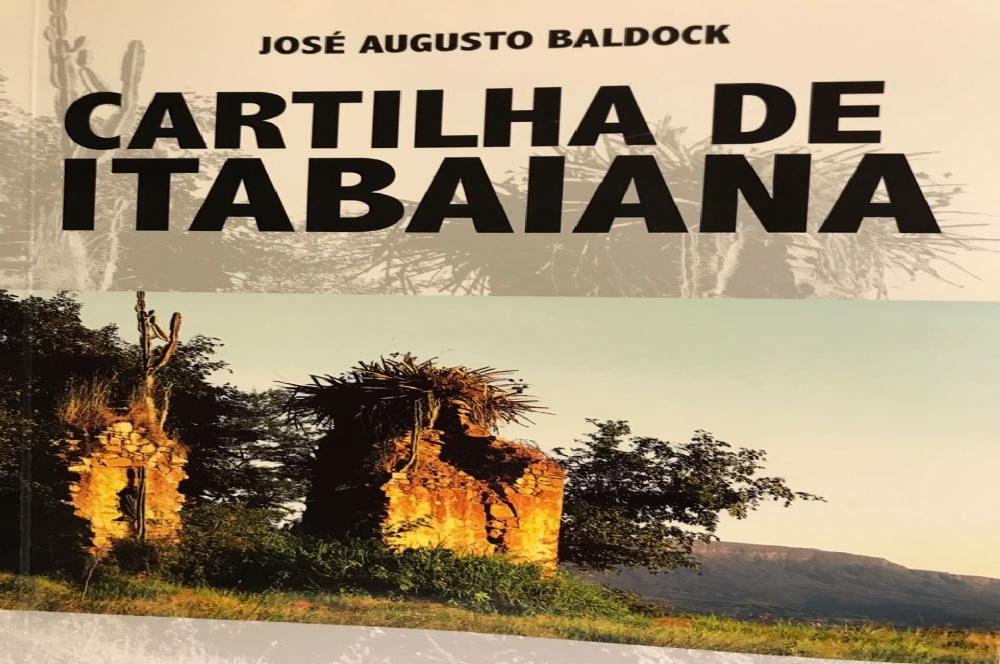 JOSÉ AUGUSTO BALDOCK
CARTILHA DE
ITABAIANA